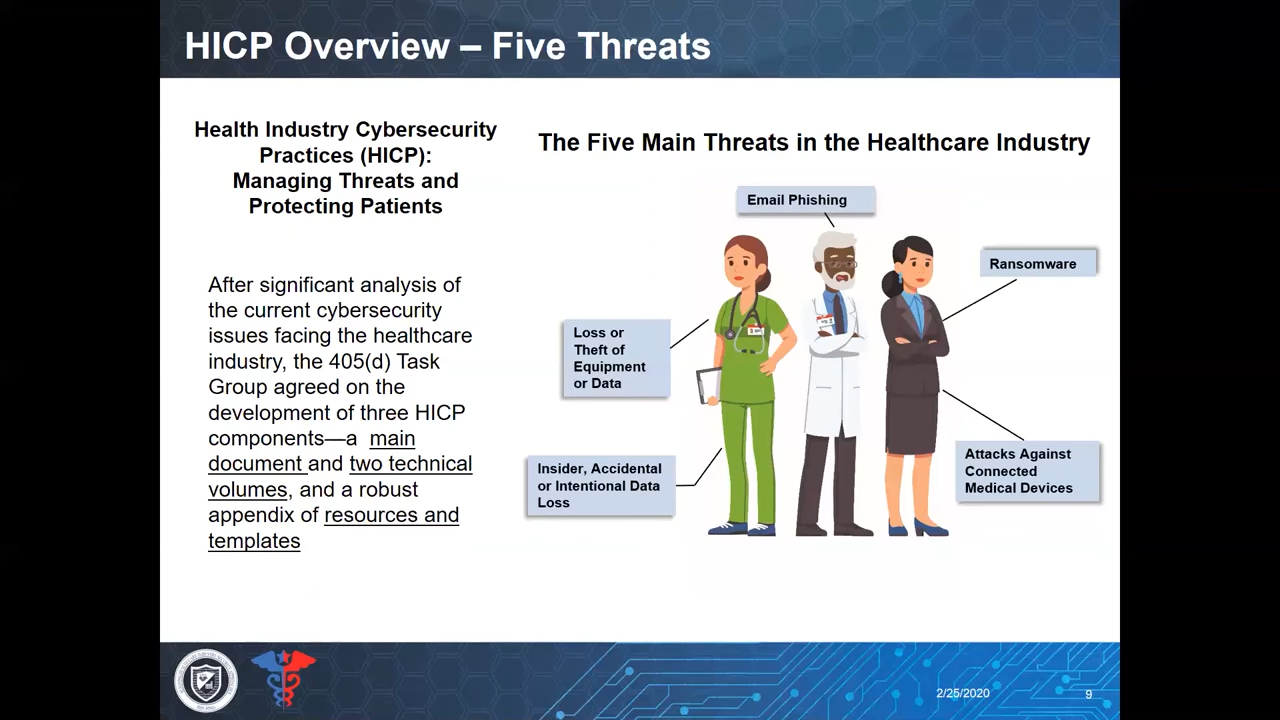 HICP Overview – Five Threats
Health Industry Cybersecurity
Practices (HICP):
Managing Threats and
Protecting Patients
After significant analysis of
the current cybersecurity
issues facing the healthcare
industry, the 405(d) Task
Group agreed on the
development of three HICP
components—a main
document and two technical
volumes, and a robust
appendix of resources and
templates
The Five Main Threats in the Healthcare Industry
Email Phishing
Ransomware
Loss or
Theft of
Equipment
or Data
Insider, Accidental
or Intentional Data
Loss
Attacks Against
Connected
Medical Devices
2/25/2020
9